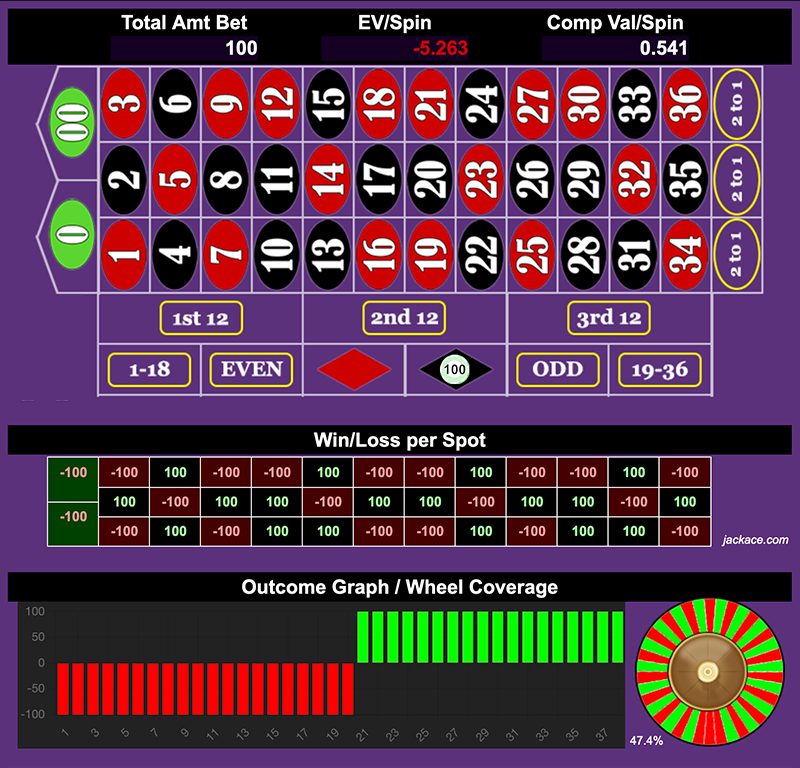 Total Amt Bet EV/Spin Comp Val/Spin
100 -5.263 0.541
00 3 6 9 12 15 18 21 24 27 30 33 36 2 to 1
2 5 8 11 14 17 20 23 26 29 32 35 2 to 1
0 1 4 7 10 13 16 19 22 25 28 31 34 2 to 1
1st 12 2nd 12 3rd 12
1-18 EVEN 100 ODD 19-36
Win/Loss per Spot
-100 -100 100 -100 -100 100 -100 -100 100 -100 -100 100 -100
100 -100 100 100 -100 100 100 -100 100 100 -100 100
-100 -100 100 -100 100 100 -100 -100 100 -100 100 100 -100
jackace.com
Outcome Graph / Wheel Coverage
100
50
0
-50
-100
1 3 5 7 9 11 13 15 17 19 21 23 25 27 29 31 33 35 37
47.4%